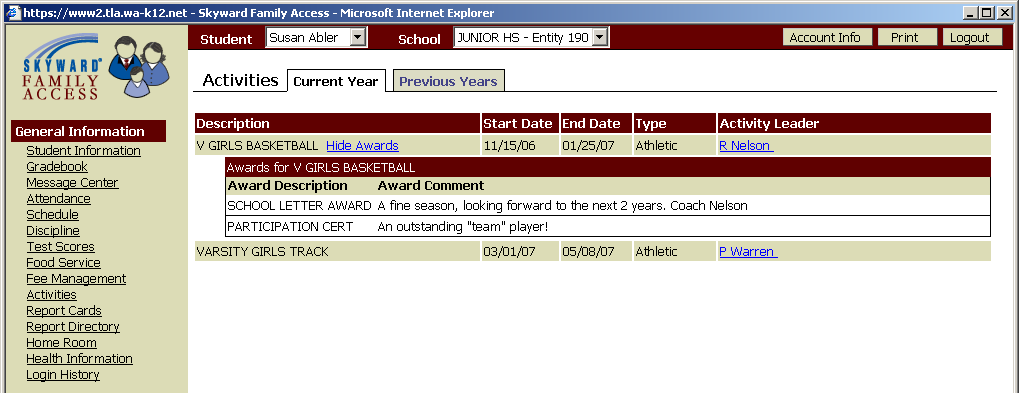 https://www2.tla.wa-k12.net - Skyward Family Access - Microsoft Internet Explorer
SKYWARD®
FAMILY
ACCESS
Student Susan Abler School JUNIOR HS - Entity 190 Account Info Print Logout
Activities Current Year Previous Years
General Information
Student Information
Gradebook
Message Center
Attendance
Schedule
Discipline
Test Scores
Food Service
Fee Management
Activities
Report Cards
Report Directory
Home Room
Health Information
Login History
Description Start Date End Date Type Activity Leader
V GIRLS BASKETBALL Hide Awards 11/15/06 01/25/07 Athletic R Nelson
Awards for V GIRLS BASKETBALL
Award Description Award Comment
SCHOOL LETTER AWARD A fine season, looking forward to the next 2 years. Coach Nelson
PARTICIPATION CERT An outstanding "team" player!
VARSITY GIRLS TRACK 03/01/07 05/08/07 Athletic P Warren